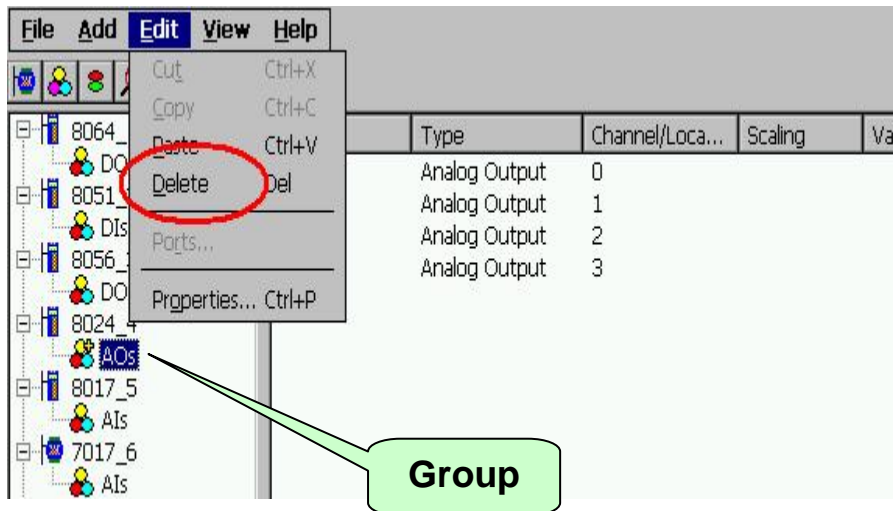 File Add Edit View Help
Cut Ctrl+X
Copy Ctrl+C
Paste Ctrl+V
Delete Del
Ports...
Properties... Ctrl+P
Type Channel/Loca... Scaling Va
Analog Output 0
Analog Output 1
Analog Output 2
Analog Output 3
8064_
DO
8051_
DIs
8056_
DO
8024_4
AOs
8017_5
AIs
7017_6
AIs
Group